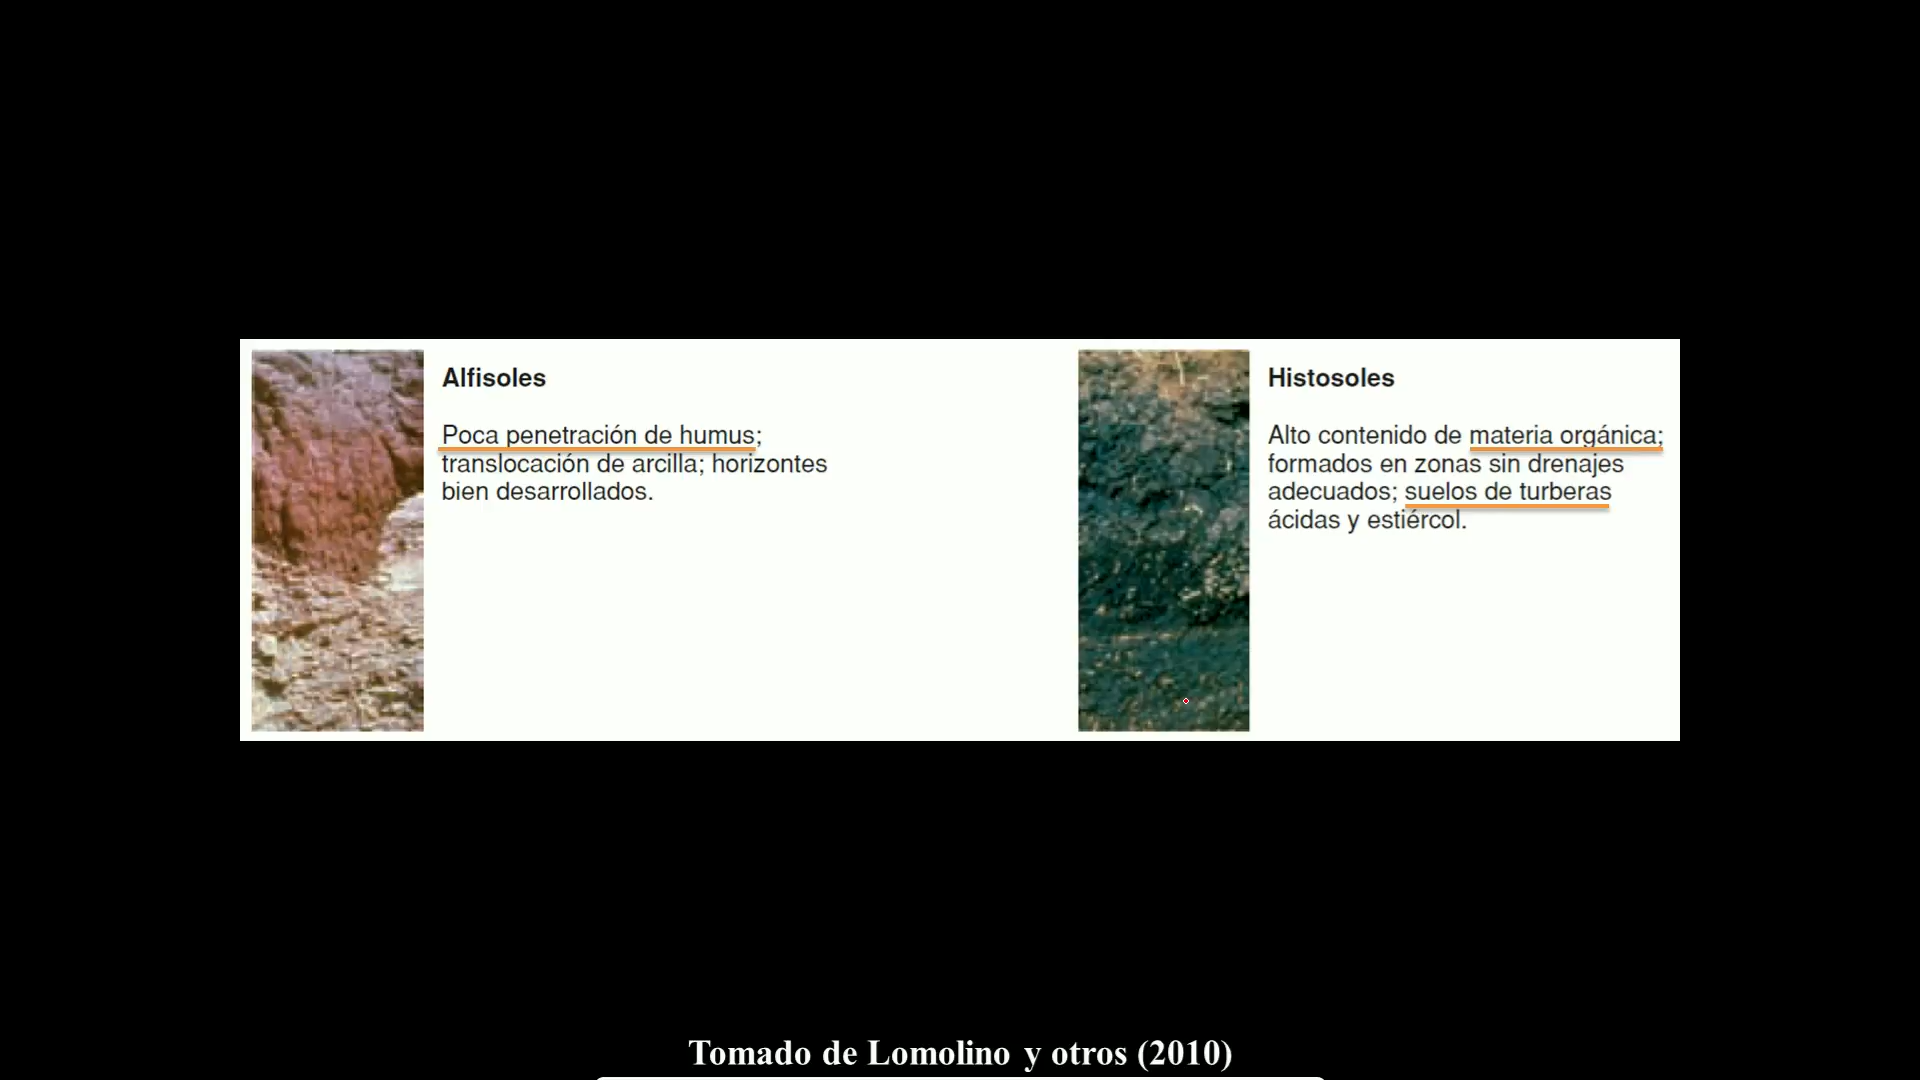 Alfisoles
Poca penetración de humus;
translocación de arcilla; horizontes
bien desarrollados.
Histosoles
Alto contenido de materia orgánica;
formados en zonas sin drenajes
adecuados; suelos de turberas
ácidas y estiércol.
Tomado de Lomolino y otros (2010)